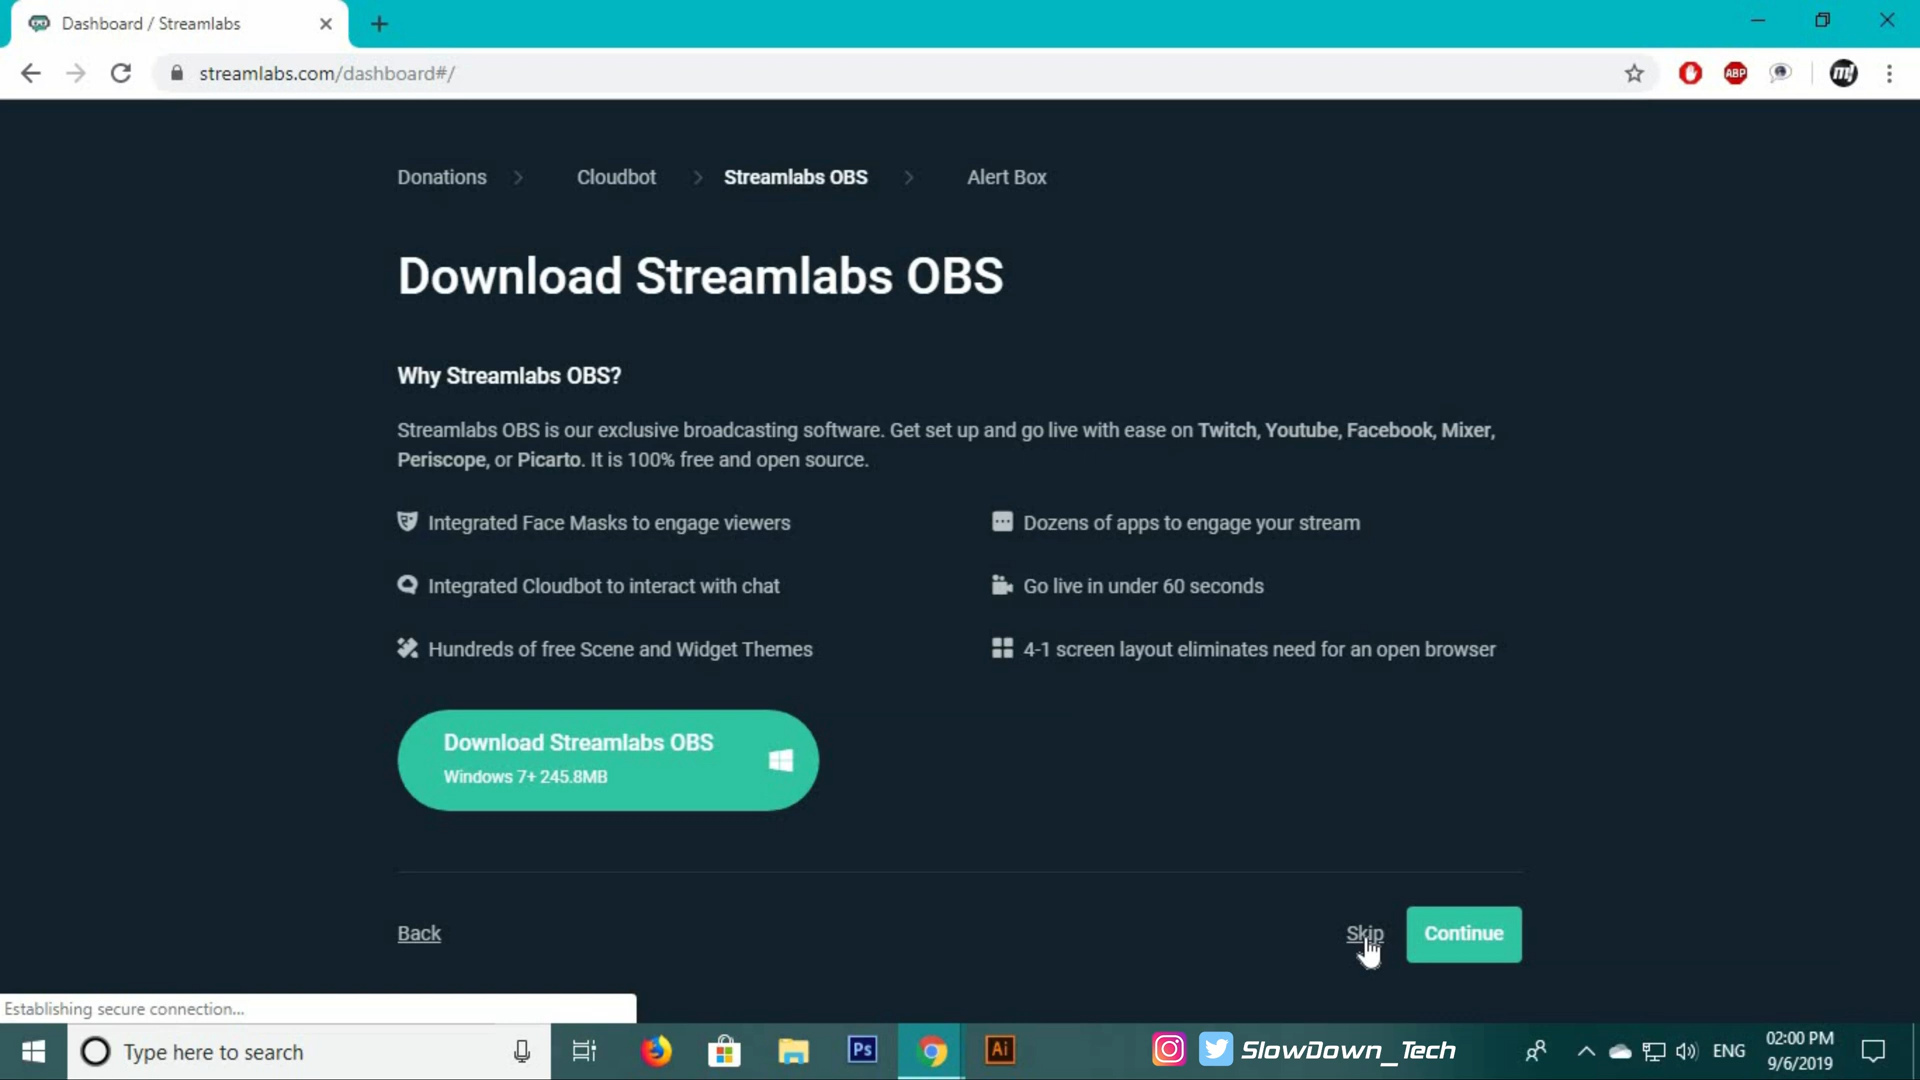 Dashboard / Streamlabs
streamlabs.com/dashboard#/
ABP
Donations
Cloudbot
Streamlabs OBS
Alert Box
Download Streamlabs OBS
Why Streamlabs OBS?
Streamlabs OBS is our exclusive broadcasting software. Get set up and go live with ease on Twitch, Youtube, Facebook, Mixer,
Periscope, or Picarto. It is 100% free and open source.
Integrated Face Masks to engage viewers
Dozens of apps to engage your stream
Integrated Cloudbot to interact with chat
Go live in under 60 seconds
Hundreds of free Scene and Widget Themes
4-1 screen layout eliminates need for an open browser
Download Streamlabs OBS
Windows 7+ 245.8MB
Back
Skip
Continue
Establishing secure connection...
Type here to search
Ps
Ai
SlowDown_Tech
ENG
02:00 PM
9/6/2019